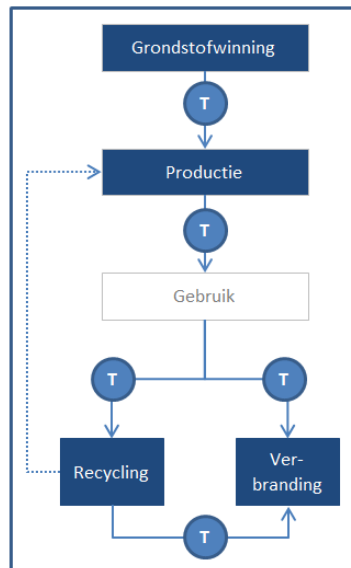 Grondstofwinning
T
Productie
T
Gebruik
T
T
Recycling
Ver-
branding
T